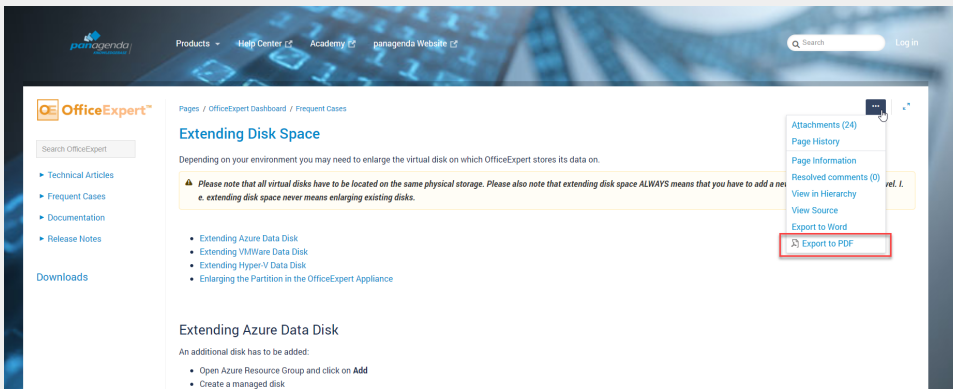 panagenda
Products Help Center Academy panagenda Website Search Log in
OE OfficeExpert™
Pages / OfficeExpert Dashboard / Frequent Cases
Extending Disk Space
Search OfficeExpert
Technical Articles
Frequent Cases
Documentation
Release Notes
Downloads
Depending on your environment you may need to enlarge the virtual disk on which OfficeExpert stores its data on.
Please note that all virtual disks have to be located on the same physical storage. Please also note that extending disk space ALWAYS means that you have to add a vel. I.
e. extending disk space never means enlarging existing disks.
Extending Azure Data Disk
Extending VMWare Data Disk
Extending Hyper-V Data Disk
Enlarging the Partition in the OfficeExpert Appliance
Extending Azure Data Disk
An additional disk has to be added:
Open Azure Resource Group and click on Add
Create a managed disk
Attachments (24)
Page History
Page Information
Resolved comments (0)
View in Hierarchy
View Source
Export to Word
Export to PDF